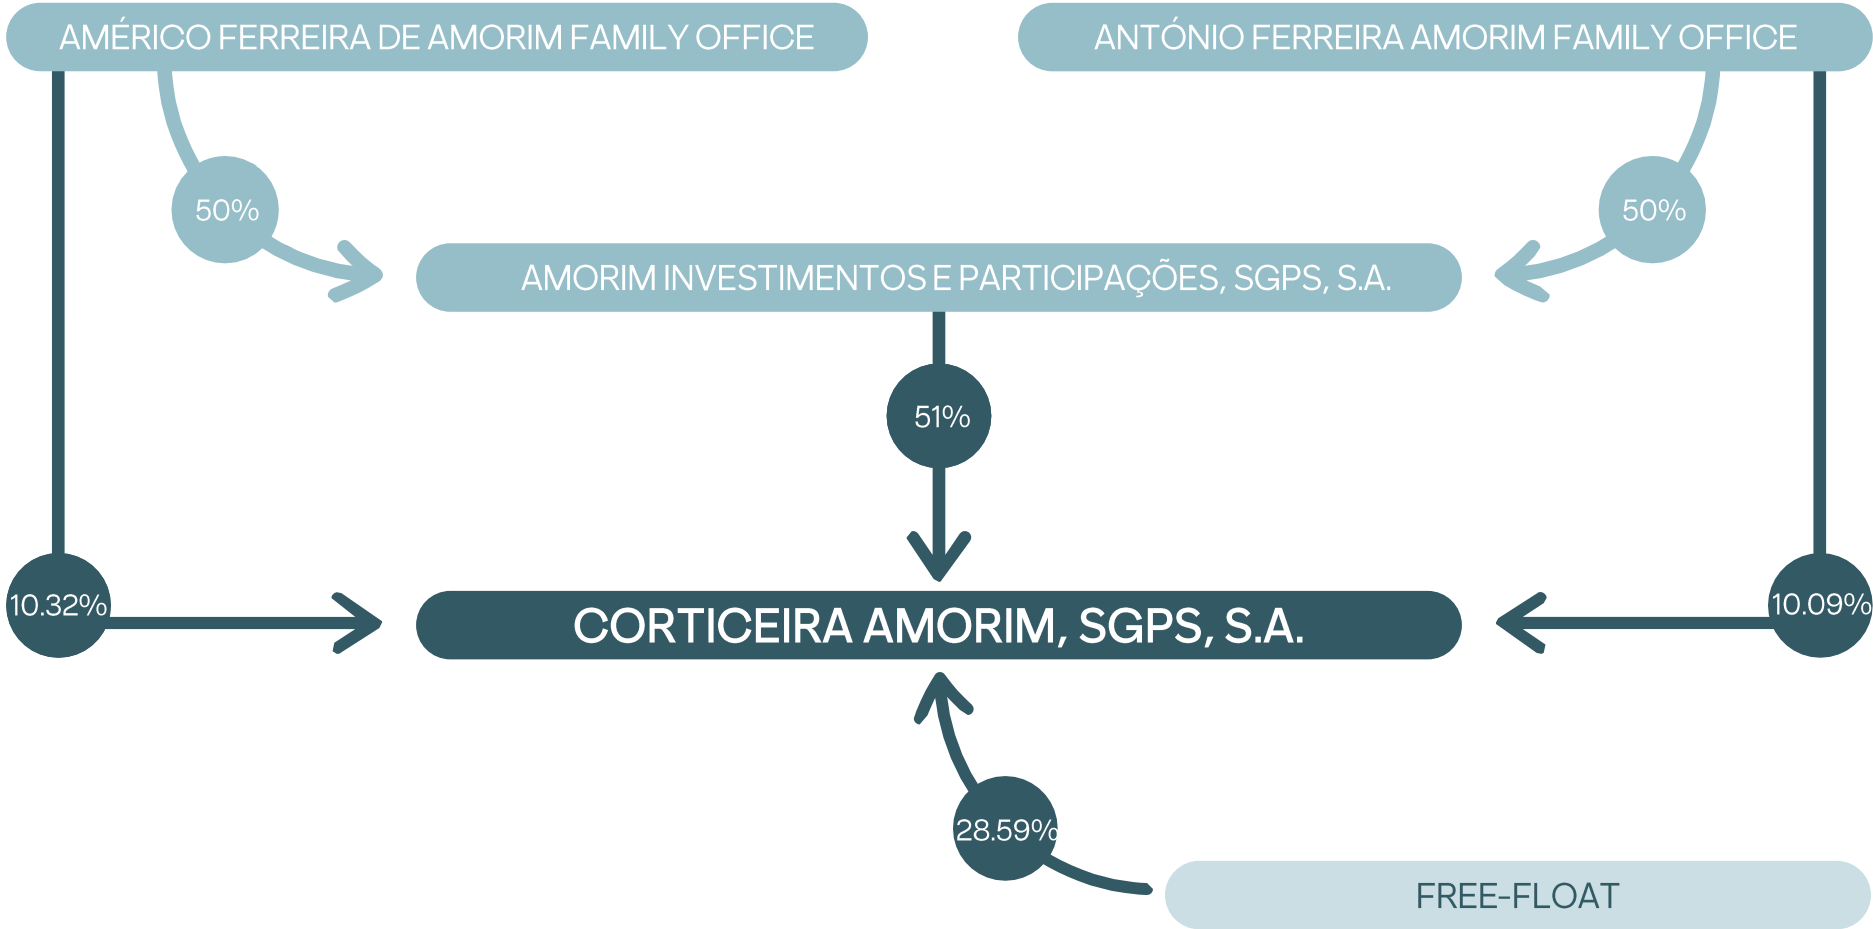 AMÉRICO FERREIRA DE AMORIM FAMILY OFFICE
ANTÓNIO FERREIRA AMORIM FAMILY OFFICE
50%
50%
AMORIM INVESTIMENTOS E PARTICIPAÇÕES, SGPS, S.A.
51%
10.32%
10.09%
CORTICEIRA AMORIM, SGPS, S.A.
28.59%
FREE-FLOAT